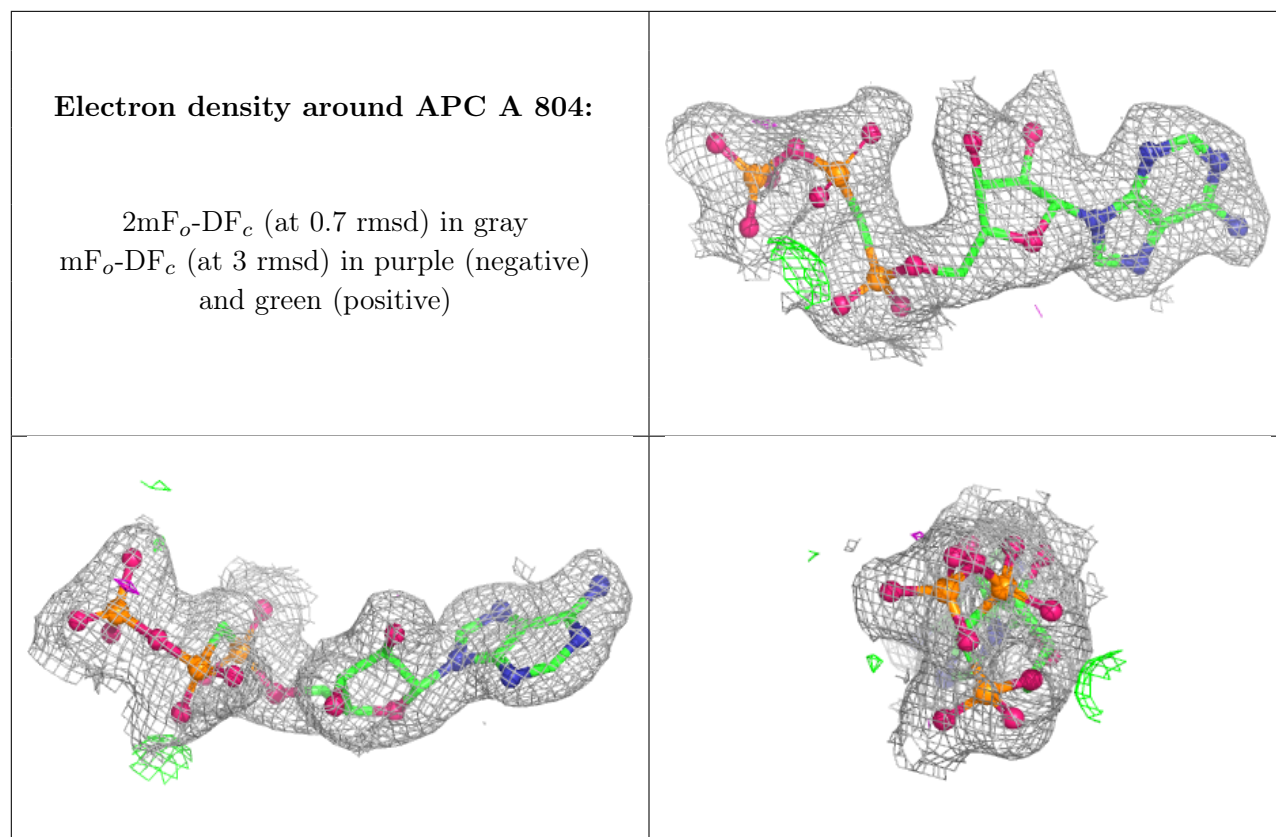 Electron density around APC A 804:
2mFo-DFc (at 0.7 rmsd) in gray
mFo-DFc (at 3 rmsd) in purple (negative)
and green (positive)